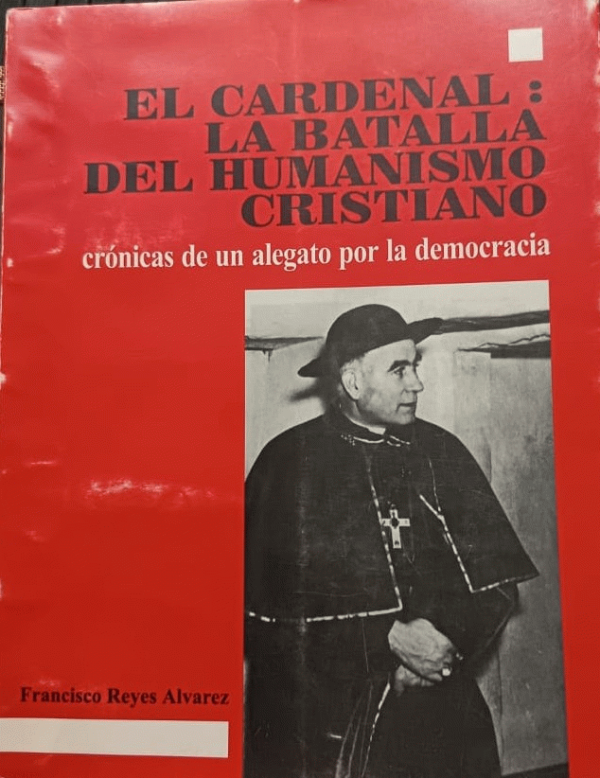 EL CARDENAL :
LA BATALLA
DEL HUMANISMO
CRISTIANO
crónicas de un alegato por la democracia
Francisco Reyes Alvarez